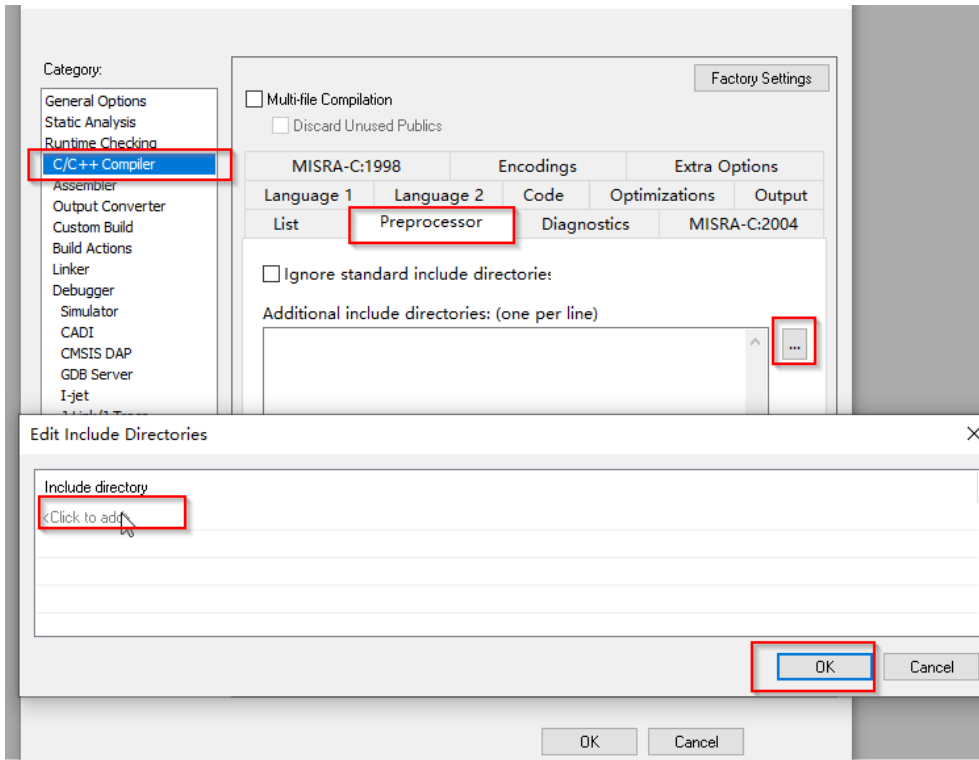 Category:
Factory Settings
General Options
Static Analysis
Runtime Checking
C/C++ Compiler
Assembler
Output Converter
Custom Build
Build Actions
Linker
Debugger
Simulator
CADI
CMSIS DAP
GDB Server
I-jet
Multi-file Compilation
Discard Unused Publics
MISRA-C:1998 Encodings Extra Options
Language 1 Language 2 Code Optimizations Output
List Preprocessor Diagnostics MISRA-C:2004
Ignore standard include directories
Additional include directories: (one per line)
...
Edit Include Directories
Include directory
<Click to add
OK Cancel
OK Cancel